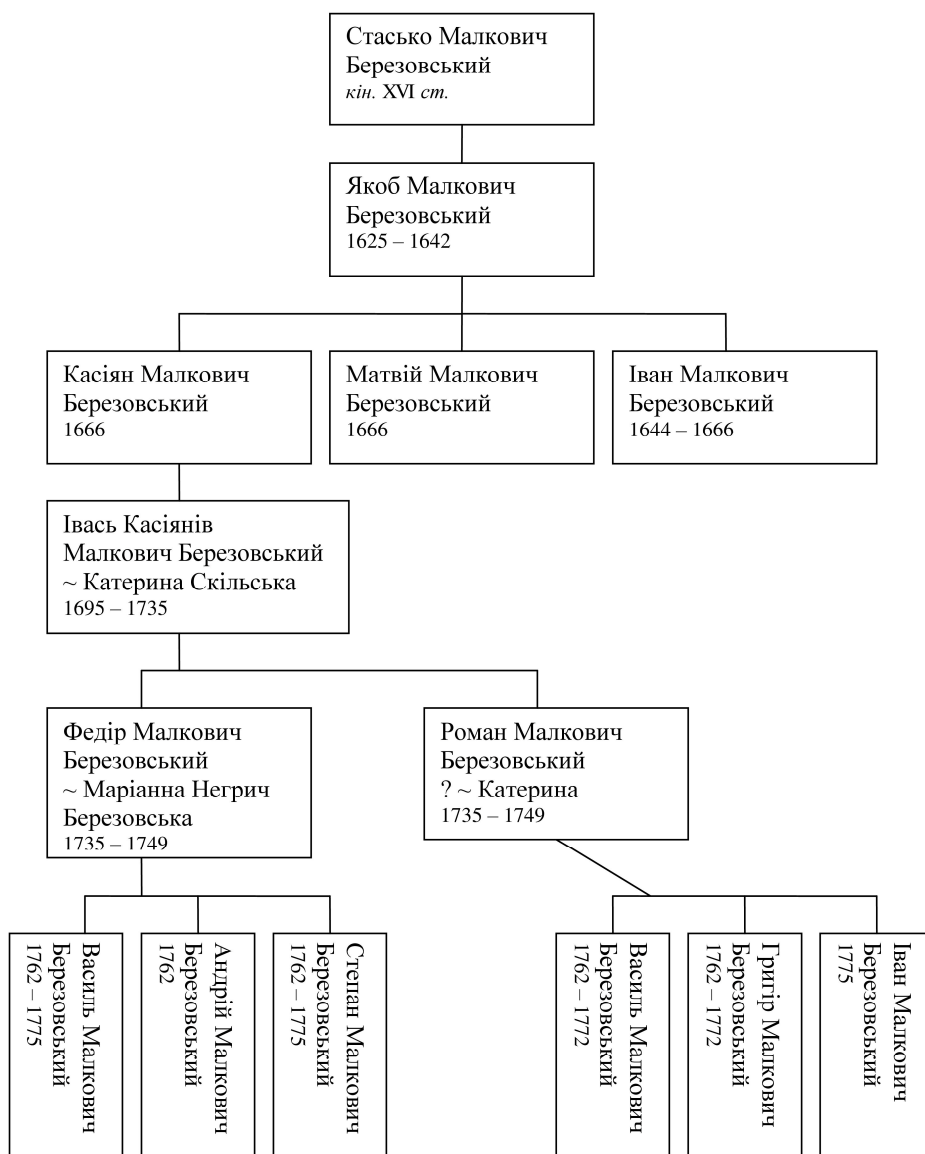 Стасько Малкович
Березовський
кін. XVI ст.
Якоб Малкович
Березовський
1625 – 1642
Касіян Малкович
Березовський
1666
Матвій Малкович
Березовський
1666
Іван Малкович
Березовський
1644 – 1666
Івась Касіянів
Малкович Березовський
~ Катерина Скільська
1695 – 1735
Федір Малкович
Березовський
~ Маріанна Негрич
Березовська
1735 – 1749
Роман Малкович
Березовський
? ~ Катерина
1735 – 1749
Василь Малкович
Березовський
1762 – 1775
Андрій Малкович
Березовський
1762
Степан Малкович
Березовський
1762 – 1775
Василь Малкович
Березовський
1762 – 1772
Григір Малкович
Березовський
1762 – 1772
Іван Малкович
Березовський
1775